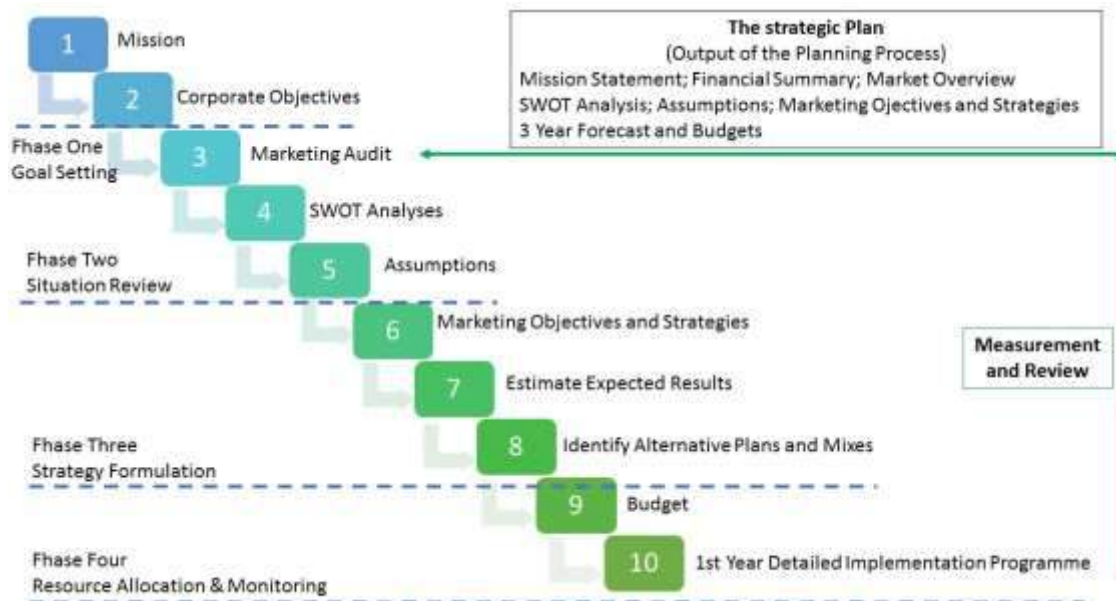 The strategic Plan
(Output of the Planning Process)
Mission Statement; Financial Summary; Market Overview
SWOT Analysis; Assumptions; Marketing Ojectives and Strategies
3 Year Forecast and Budgets
1 Mission
2 Corporate Objectives
Fhase One
Goal Setting
3 Marketing Audit
4 SWOT Analyses
Fhase Two
Situation Review
5 Assumptions
6 Marketing Objectives and Strategies
Measurement
and Review
7 Estimate Expected Results
Fhase Three
Strategy Formulation
8 Identify Alternative Plans and Mixes
9 Budget
Fhase Four
Resource Allocation & Monitoring
10 1st Year Detailed Implementation Programme